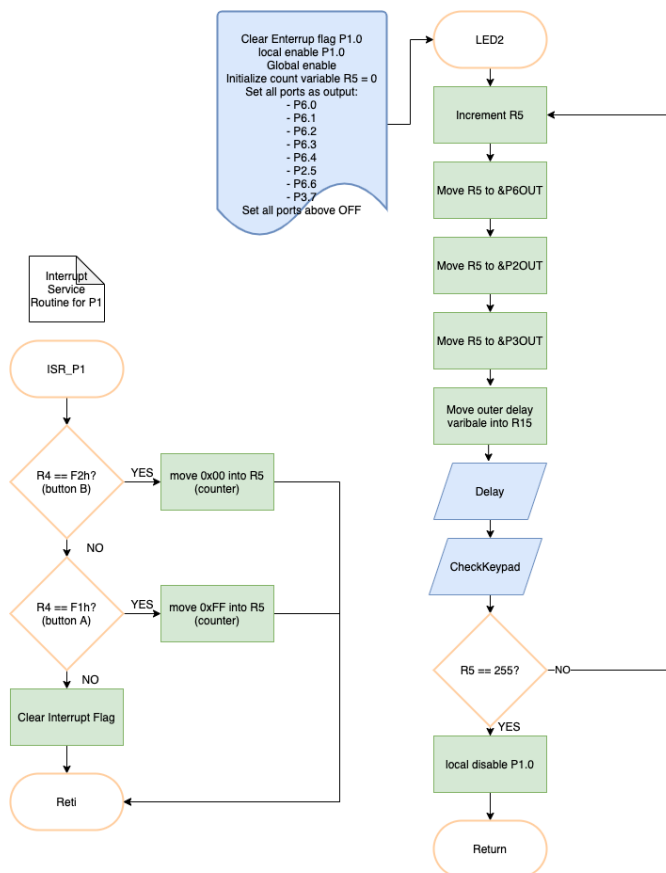 Clear Enterrup flag P1.0
local enable P1.0
Global enable
Initialize count variable R5 = 0
Set all ports as output:
- P6.0
- P6.1
- P6.2
- P6.3
- P6.4
- P2.5
- P6.6
- P3.7
Set all ports above OFF
LED2
Increment R5
Move R5 to &P6OUT
Move R5 to &P2OUT
Move R5 to &P3OUT
Move outer delay
varibale into R15
Delay
CheckKeypad
R5 == 255?
NO
YES
local disable P1.0
Return
Interrupt
Service
Routine for P1
ISR_P1
R4 == F2h?
(button B)
YES
move 0x00 into R5
(counter)
NO
R4 == F1h?
(button A)
YES
move 0xFF into R5
(counter)
NO
Clear Interrupt Flag
Reti